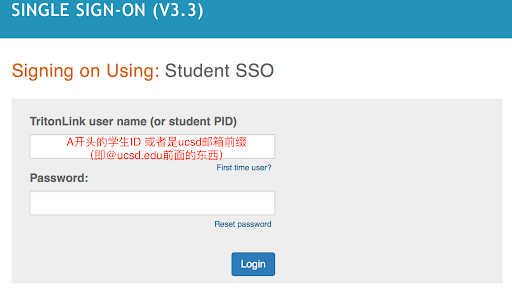 SINGLE SIGN-ON (V3.3)
Signing on Using: Student SSO
TritonLink user name (or student PID)
A开头的学生ID 或者是ucsd邮箱前缀
（即@ucsd.edu前面的东西）
First time user?
Password:
Reset password
Login